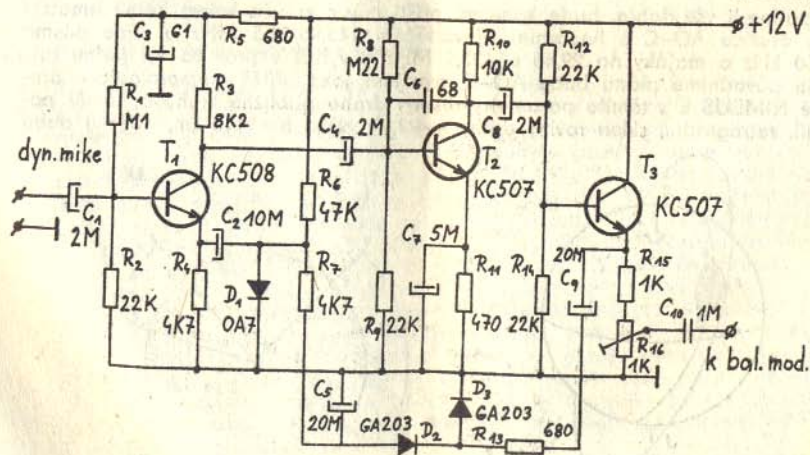 C3
G1
R5
680
+12V
R8
M22
R10
10K
R12
22K
R
M1
R3
8K2
C6
68
C4
2M
C8
2M
dyn.mike
T1
KC508
T2
KC507
T3
KC507
C1
2M
C2 10M
R6
47K
C7
5M
20M
C9
R15
1K
R2
22K
R4
4K7
D1
OA7
R7
4K7
R9
22K
R11
470
R14
22K
C10
1M
R16
1K
k bal. mod.
C5
20M
GA203
D2
D3
GA203
R13
680